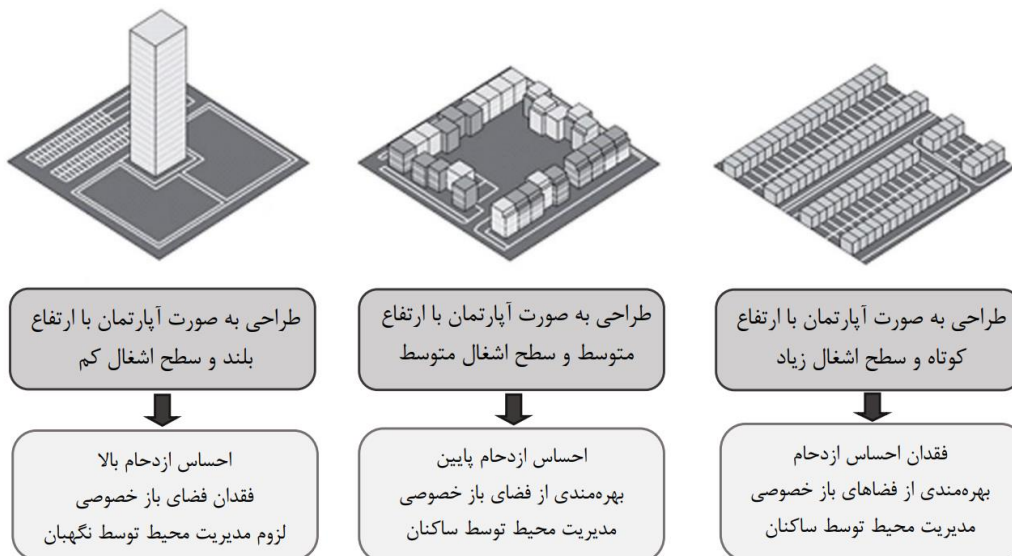 طراحی به صورت آپارتمان با ارتفاع
کوتاه و سطح اشغال زیاد
فقدان احساس ازدحام
بهره‌مندی از فضاهای باز خصوصی
مدیریت محیط توسط ساکنان
طراحی به صورت آپارتمان با ارتفاع
متوسط و سطح اشغال متوسط
احساس ازدحام پایین
بهره‌مندی از فضای باز خصوصی
مدیریت محیط توسط ساکنان
طراحی به صورت آپارتمان با ارتفاع
بلند و سطح اشغال کم
احساس ازدحام بالا
فقدان فضای باز خصوصی
لزوم مدیریت محیط توسط نگهبان